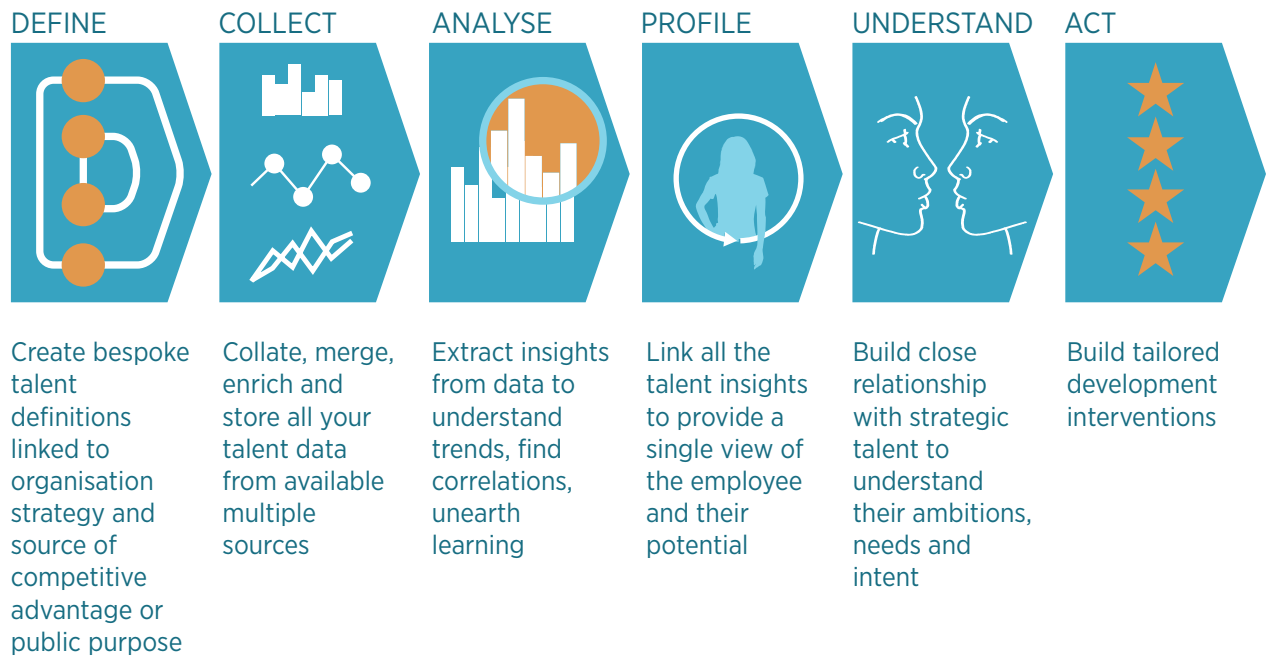 DEFINE
Create bespoke
talent
definitions
linked to
organisation
strategy and
source of
competitive
advantage or
public purpose
COLLECT
Collate, merge,
enrich and
store all your
talent data
from available
multiple
sources
ANALYSE
Extract insights
from data to
understand
trends, find
correlations,
unearth
learning
PROFILE
Link all the
talent insights
to provide a
single view of
the employee
and their
potential
UNDERSTAND
Build close
relationship
with strategic
talent to
understand
their ambitions,
needs and
intent
ACT
Build tailored
development
interventions